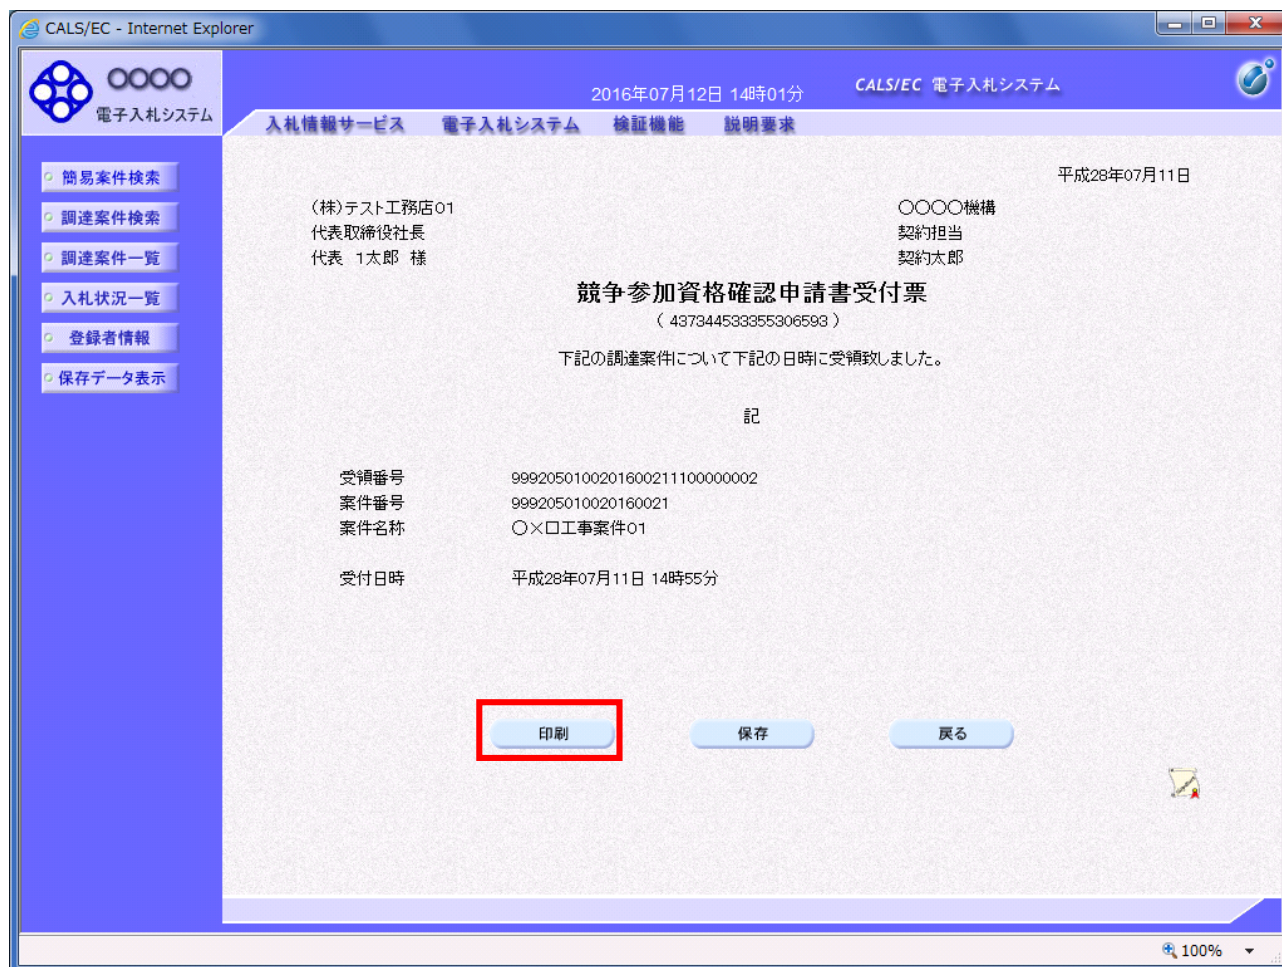 CALS/EC - Internet Explorer
〇〇〇〇
電子入札システム
2016年07月12日 14時01分
CALS/EC 電子入札システム
入札情報サービス 電子入札システム 検証機能 説明要求
簡易案件検索
調達案件検索
調達案件一覧
入札状況一覧
登録者情報
保存データ表示
平成28年07月11日
(株)テスト工務店01
代表取締役社長
代表 1太郎 様
〇〇〇〇機構
契約担当
契約太郎
競争参加資格確認申請書受付票
( 437344533355306593 )
下記の調達案件について下記の日時に受領致しました。
記
受領番号 9992050100201600211100000002
案件番号 999205010020160021
案件名称 〇×口工事案件01
受付日時 平成28年07月11日 14時55分
印刷 保存 戻る
100%